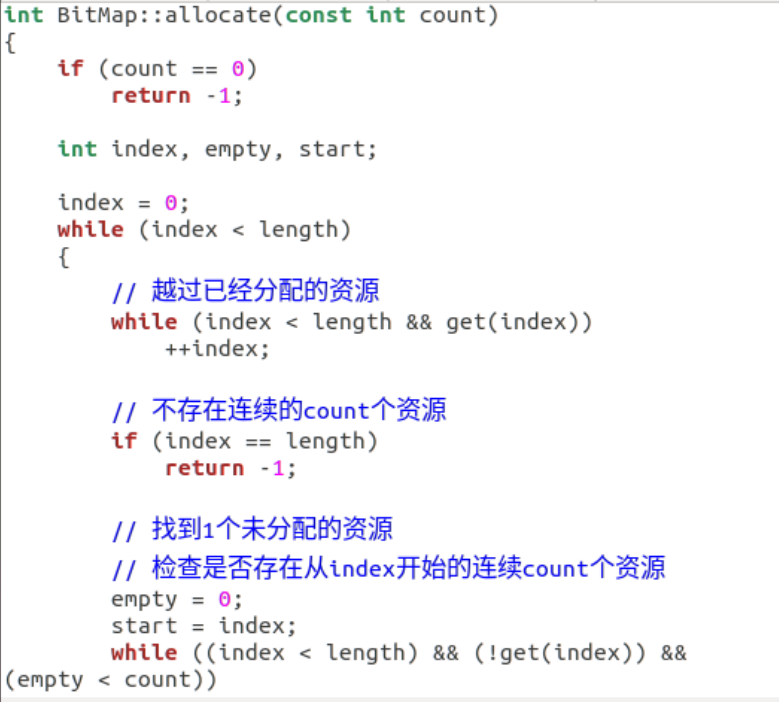 int BitMap::allocate(const int count)
{
    if (count == 0)
        return -1;

    int index, empty, start;

    index = 0;
    while (index < length)
    {
        // 越过已经分配的资源
        while (index < length && get(index))
            ++index;

        // 不存在连续的count个资源
        if (index == length)
            return -1;

        // 找到1个未分配的资源
        // 检查是否存在从index开始的连续count个资源
        empty = 0;
        start = index;
        while ((index < length) && (!get(index)) &&
(empty < count))